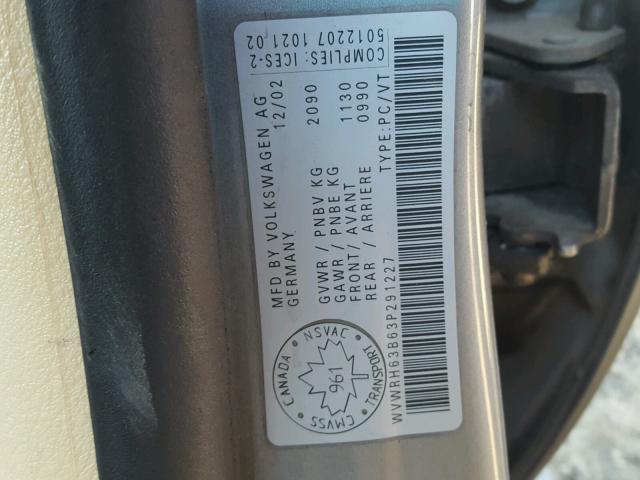 MFD BY VOLKSWAGEN AG
GERMANY 12/02
GVWR / PNBV KG 2090
GAWR / PNBE KG
FRONT/ AVANT 1130
REAR / ARRIERE 0990
TYPE:PC/VT
WVWRH63B63P291227
COMPLIES: ICES-2
5012207 1021 02
CANADA
NSVAC
961
TRANSPORT
CMVSS